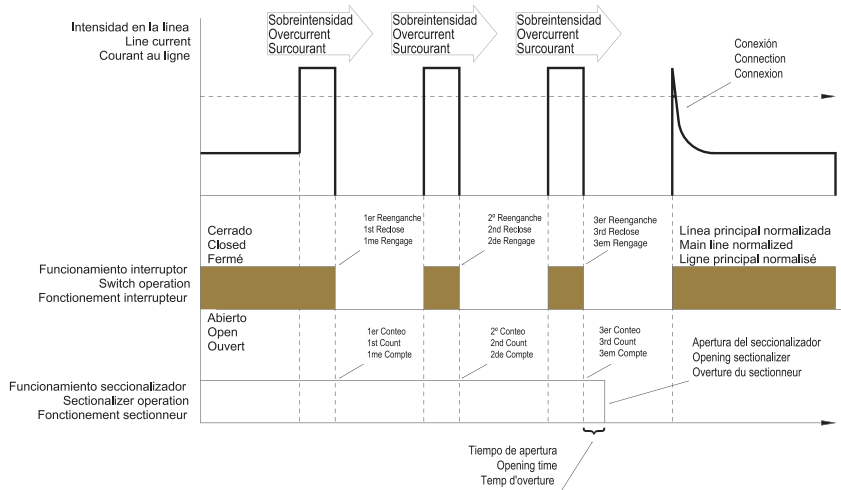 Intensidad en la línea
Line current
Courant au ligne
Sobreintensidad
Overcurrent
Surcourant
Sobreintensidad
Overcurrent
Surcourant
Sobreintensidad
Overcurrent
Surcourant
Conexión
Connection
Connexion
Cerrado
Closed
Fermé
1er Reenganche
1st Reclose
1me Rengage
2º Reenganche
2nd Reclose
2de Rengage
3er Reenganche
3rd Reclose
3em Rengage
Línea principal normalizada
Main line normalized
Ligne principal normalisé
Funcionamiento interruptor
Switch operation
Fonctionement interrupteur
Abierto
Open
Ouvert
1er Conteo
1st Count
1me Compte
2º Conteo
2nd Count
2de Compte
3er Conteo
3rd Count
3em Compte
Apertura del seccionalizador
Opening sectionalizer
Overture du sectionneur
Funcionamiento seccionalizador
Sectionalizer operation
Fonctionement sectionneur
Tiempo de apertura
Opening time
Temp d'overture